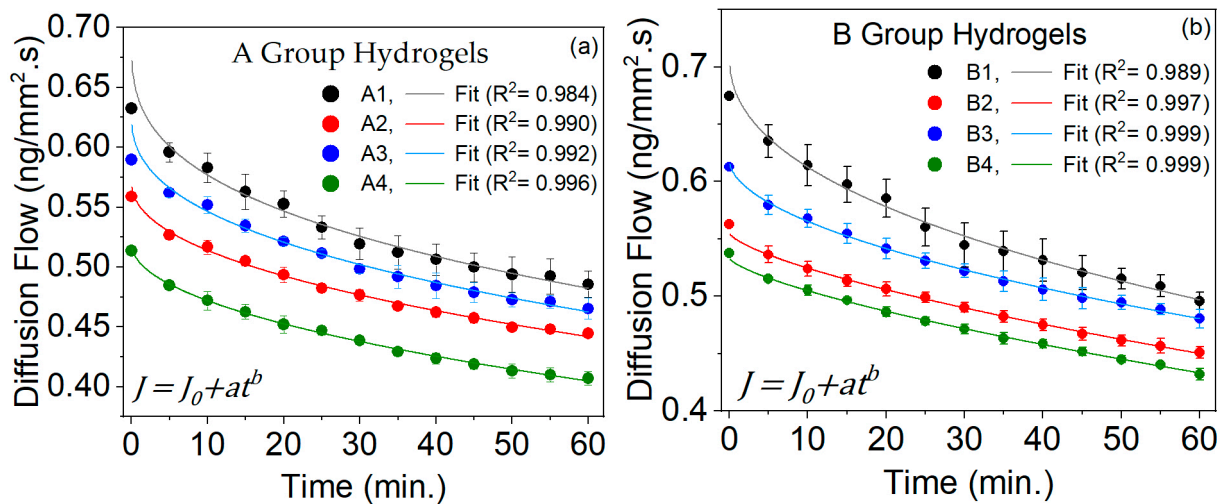 (a)
A Group Hydrogels
A1, Fit (R²= 0.984)
A2, Fit (R²= 0.990)
A3, Fit (R²= 0.992)
A4, Fit (R²= 0.996)
J = J₀+atᵇ
Diffusion Flow (ng/mm².s)
0.70
0.65
0.60
0.55
0.50
0.45
0.40
0 10 20 30 40 50 60
Time (min.)
(b)
B Group Hydrogels
B1, Fit (R²= 0.989)
B2, Fit (R²= 0.997)
B3, Fit (R²= 0.999)
B4, Fit (R²= 0.999)
J = J₀+atᵇ
Diffusion Flow (ng/mm².s)
0.7
0.6
0.5
0.4
0 10 20 30 40 50 60
Time (min.)